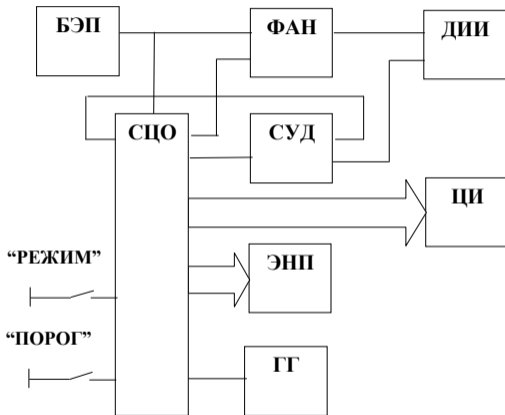 БЭП
ФАН
ДИИ
СЦО
СУД
ЦИ
“РЕЖИМ”
ЭНП
“ПОРОГ”
ГГ